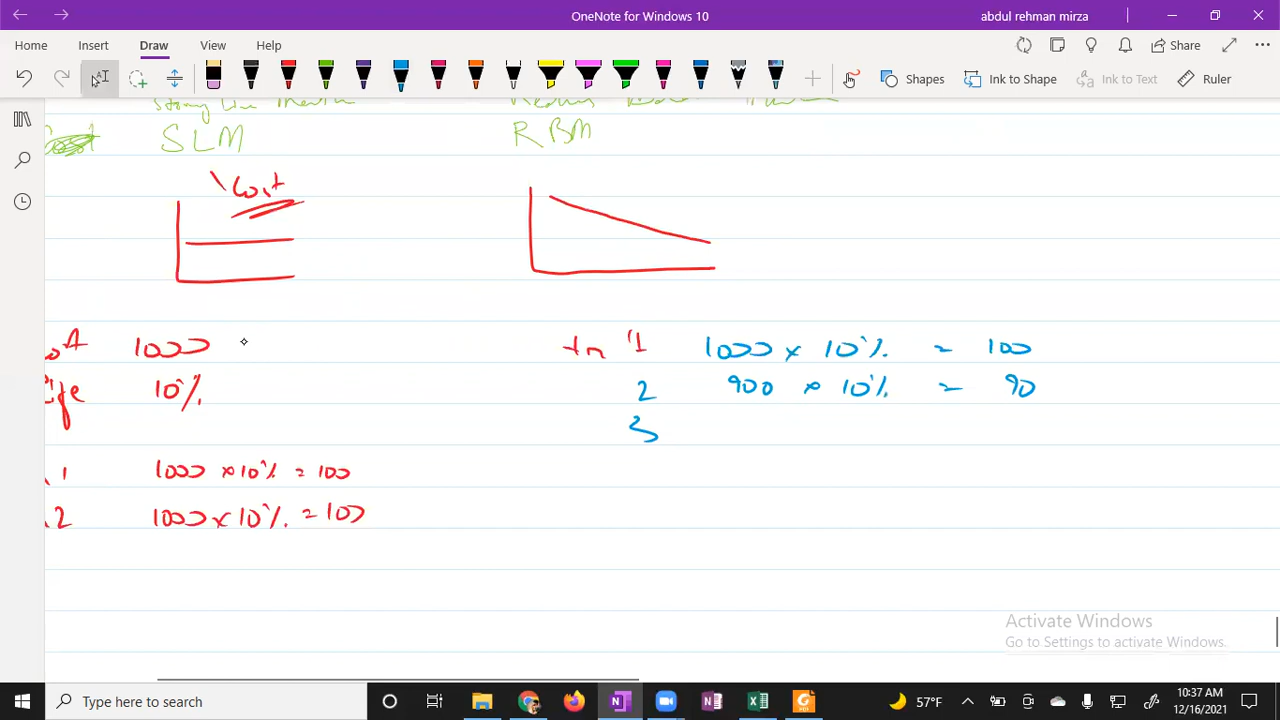 OneNote for Windows 10
abdul rehman mirza
Home Insert Draw View Help
Share
Shapes Ink to Shape Ink to Text Ruler
SLM RBM
Cost
1000
10%
1000 x 10% = 100
1000 x 10% = 100
1 1000 x 10% = 100
2 900 x 10% = 90
3
1
2
Activate Windows
Go to Settings to activate Windows.
Type here to search
57°F
10:37 AM
12/16/2021